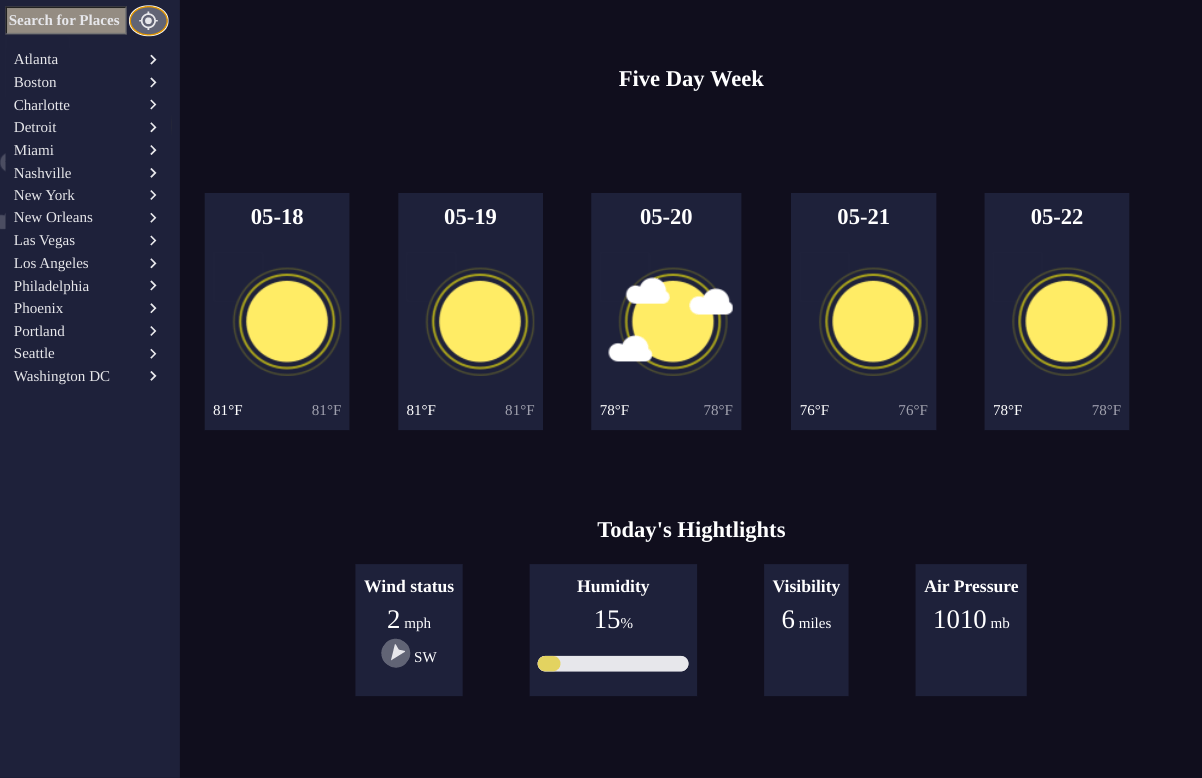 Search for Places
Atlanta
Boston
Charlotte
Detroit
Miami
Nashville
New York
New Orleans
Las Vegas
Los Angeles
Philadelphia
Phoenix
Portland
Seattle
Washington DC
Five Day Week
05-18
81°F 81°F
05-19
81°F 81°F
05-20
78°F 78°F
05-21
76°F 76°F
05-22
78°F 78°F
Today's Hightlights
Wind status
2 mph
SW
Humidity
15%
Visibility
6 miles
Air Pressure
1010 mb